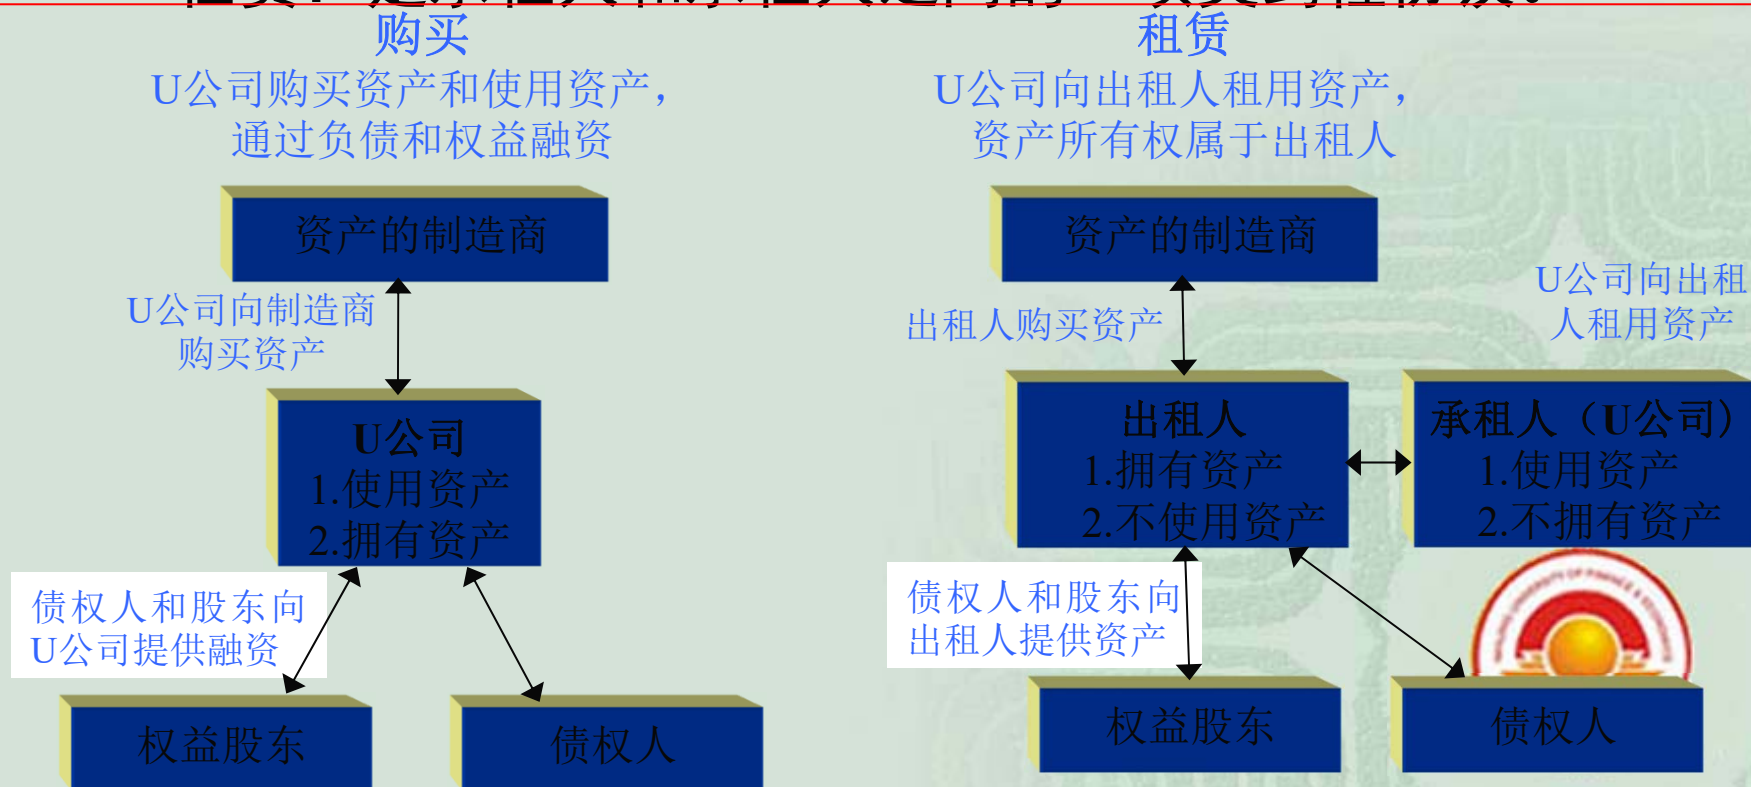 购买
U公司购买资产和使用资产，
通过负债和权益融资
资产的制造商
U公司向制造商
购买资产
U公司
1.使用资产
2.拥有资产
债权人和股东向
U公司提供融资
权益股东
债权人
租赁
U公司向出租人租用资产，
资产所有权属于出租人
资产的制造商
出租人购买资产
U公司向出租
人租用资产
出租人
1.拥有资产
2.不使用资产
承租人（U公司）
1.使用资产
2.不拥有资产
债权人和股东向
出租人提供资产
权益股东
债权人